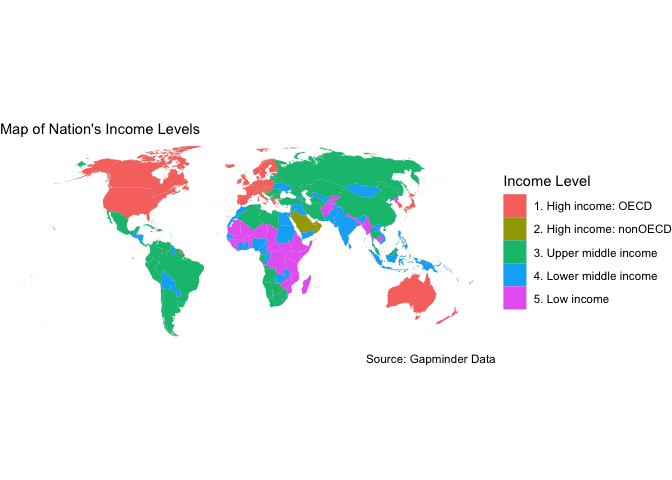 Map of Nation's Income Levels
Income Level
1. High income: OECD
2. High income: nonOECD
3. Upper middle income
4. Lower middle income
5. Low income
Source: Gapminder Data